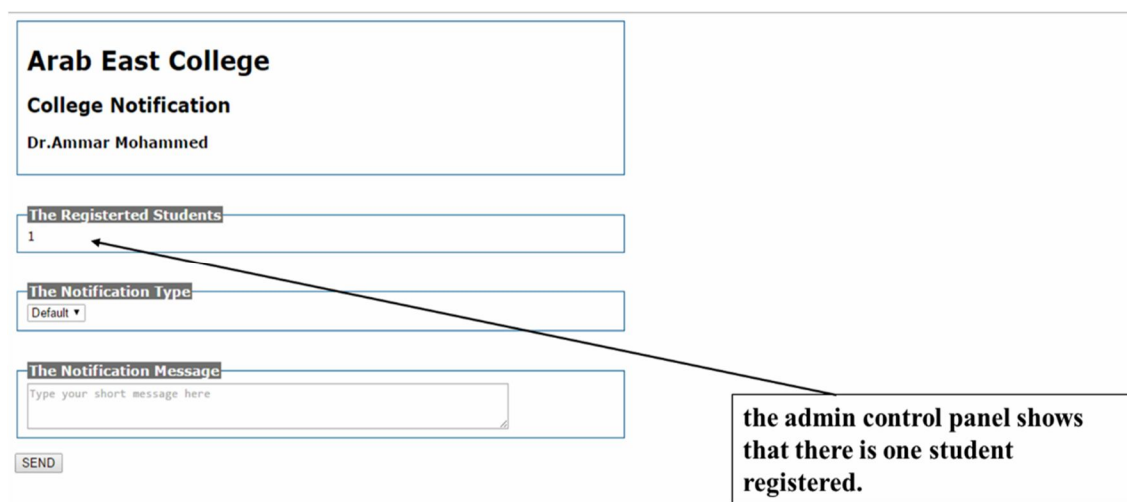 Arab East College
College Notification
Dr.Ammar Mohammed
The Registerted Students
1
The Notification Type
Default
The Notification Message
Type your short message here
SEND
the admin control panel shows
that there is one student
registered.